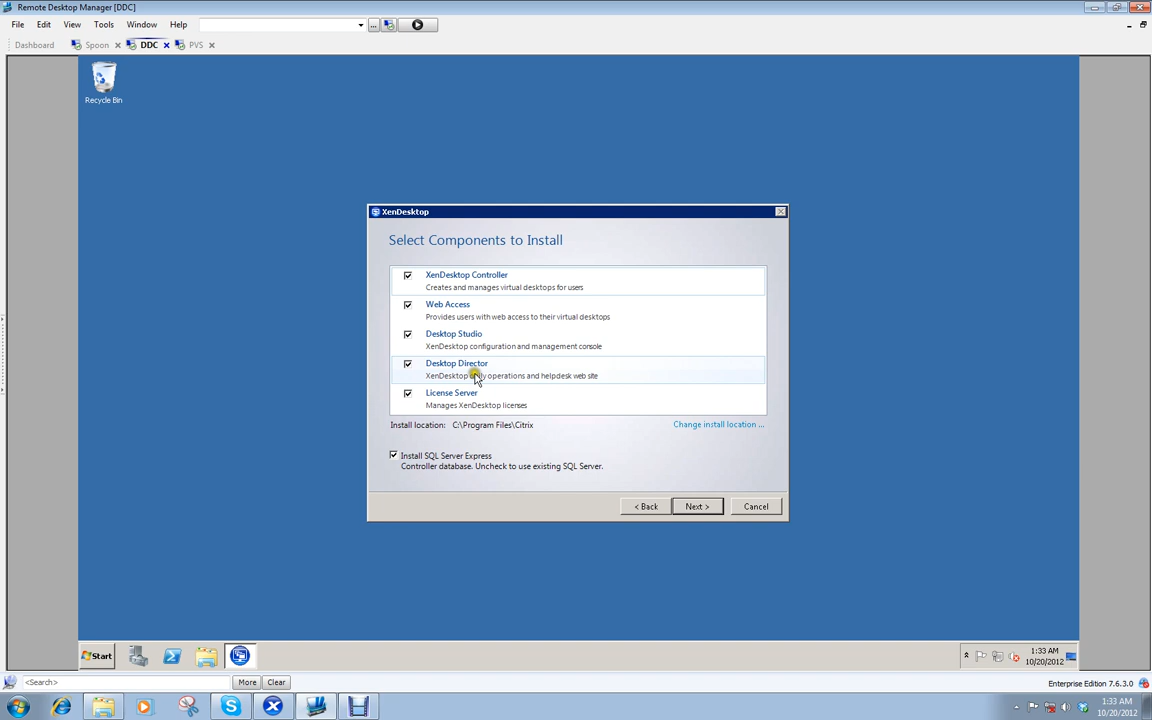 Remote Desktop Manager [DDC]
File Edit View Tools Window Help ...
Dashboard Spoon DDC PVS
Recycle Bin
XenDesktop
Select Components to Install
XenDesktop Controller
Creates and manages virtual desktops for users
Web Access
Provides users with web access to their virtual desktops
Desktop Studio
XenDesktop configuration and management console
Desktop Director
XenDesktop operations and helpdesk web site
License Server
Manages XenDesktop licenses
Install location: C:\Program Files\Citrix Change install location ...
Install SQL Server Express
Controller database. Uncheck to use existing SQL Server.
< Back Next > Cancel
Start 1:33 AM
10/20/2012
<Search> More Clear Enterprise Edition 7.6.3.0
1:33 AM
10/20/2012